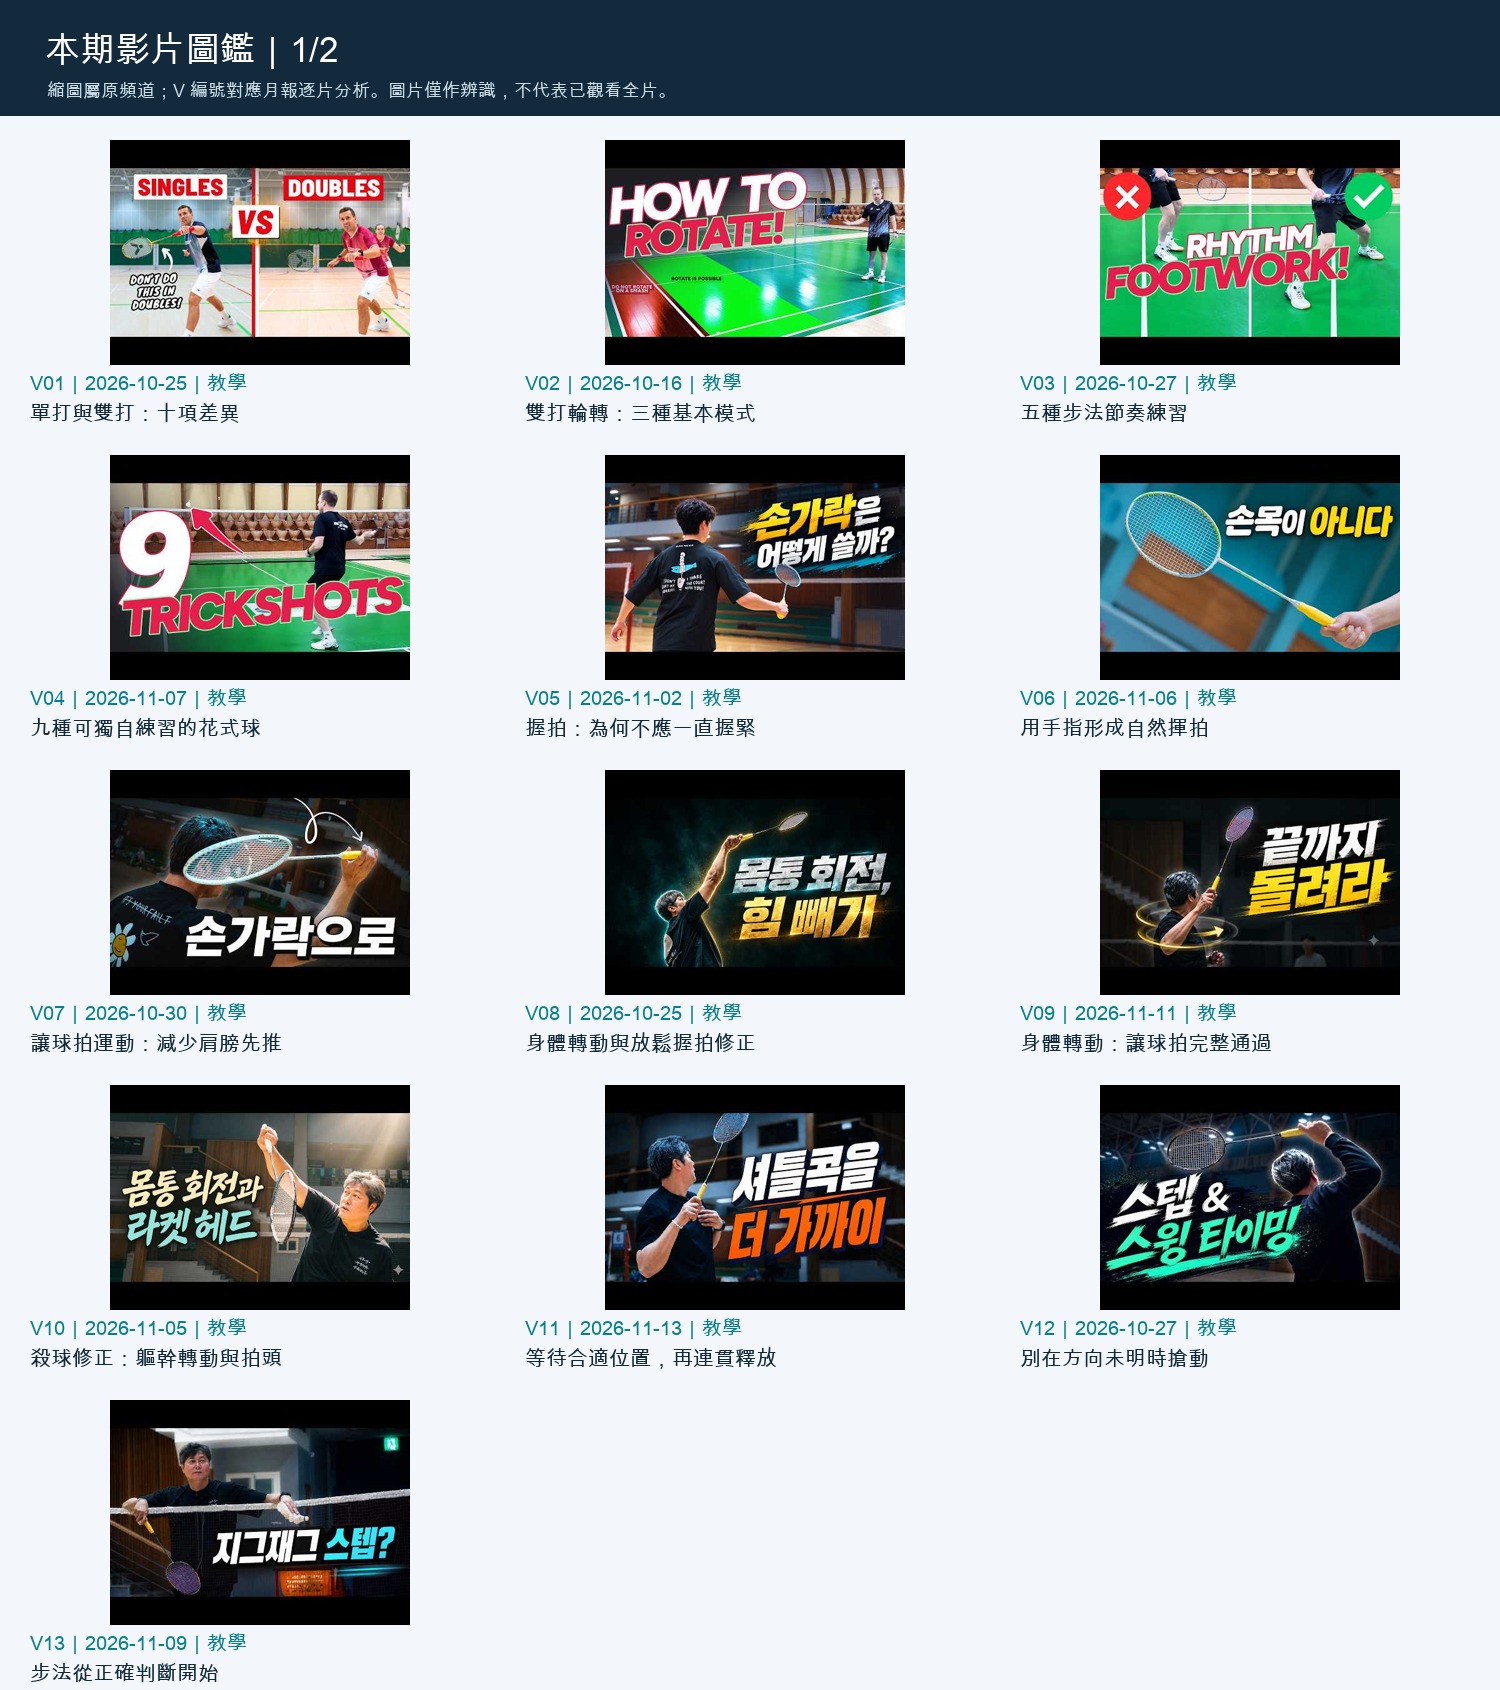 本期影片圖鑑 | 1/2
縮圖屬原頻道；V 編號對應月報逐片分析。圖片僅作辨識，不代表已觀看全片。
SINGLES
VS
DOUBLES
DON'T DO
THIS IN
DOUBLES!
V01 | 2026-10-25 | 教學
單打與雙打：十項差異
HOW TO
ROTATE!
ROTATE IS POSSIBLE
DO NOT ROTATE
ON A SMASH
V02 | 2026-10-16 | 教學
雙打輪轉：三種基本模式
RHYTHM
FOOTWORK!
V03 | 2026-10-27 | 教學
五種步法節奏練習
9
TRICKSHOTS
V04 | 2026-11-07 | 教學
九種可獨自練習的花式球
손가락은
어떻게 쓸까?
V05 | 2026-11-02 | 教學
握拍：為何不應一直握緊
손목이 아니다
V06 | 2026-11-06 | 教學
用手指形成自然揮拍
손가락으로
V07 | 2026-10-30 | 教學
讓球拍運動：減少肩膀先推
몸통 회전,
힘 빼기
V08 | 2026-10-25 | 教學
身體轉動與放鬆握拍修正
끝까지
돌려라
V09 | 2026-11-11 | 教學
身體轉動：讓球拍完整通過
몸통 회전과
라켓 헤드
V10 | 2026-11-05 | 教學
殺球修正：軀幹轉動與拍頭
셔틀콕을
더 가까이
V11 | 2026-11-13 | 教學
等待合適位置，再連貫釋放
스텝 &
스윙 타이밍
V12 | 2026-10-27 | 教學
別在方向未明時搶動
지그재그 스텝?
V13 | 2026-11-09 | 教學
步法從正確判斷開始